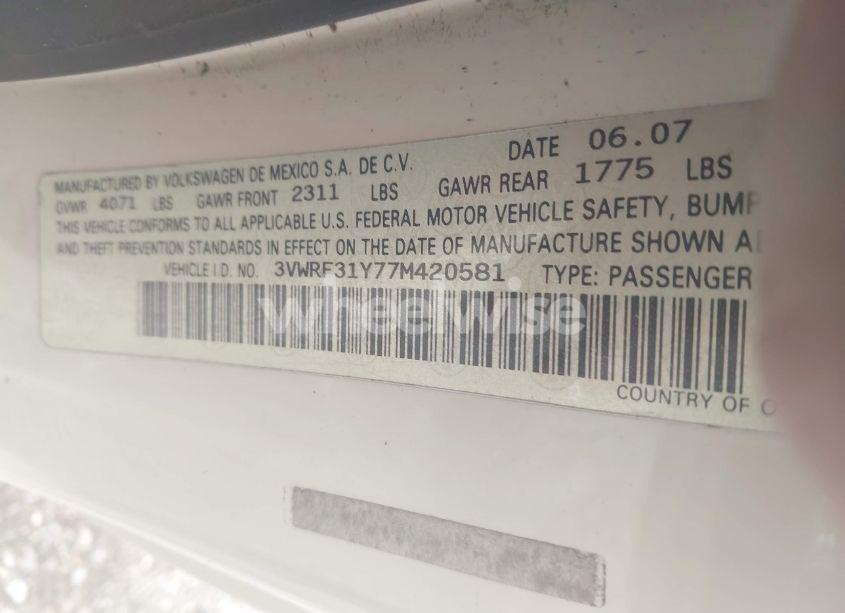 MANUFACTURED BY VOLKSWAGEN DE MEXICO S.A. DE C.V. DATE 06.07
GVWR 4071 LBS GAWR FRONT 2311 LBS GAWR REAR 1775 LBS
THIS VEHICLE CONFORMS TO ALL APPLICABLE U.S. FEDERAL MOTOR VEHICLE SAFETY, BUMP
AND THEFT PREVENTION STANDARDS IN EFFECT ON THE DATE OF MANUFACTURE SHOWN A
VEHICLE I.D. NO. 3VWRF31Y77M420581 TYPE: PASSENGER
wheelwise
COUNTRY OF O